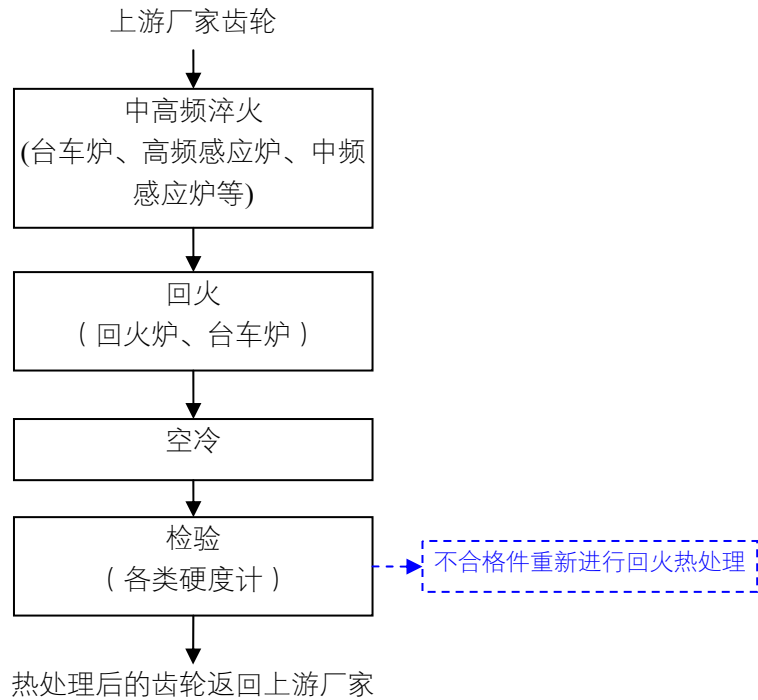 上游厂家齿轮
中高频淬火
(台车炉、高频感应炉、中频
感应炉等)
回火
（回火炉、台车炉）
空冷
检验
（各类硬度计）
不合格件重新进行回火热处理
热处理后的齿轮返回上游厂家